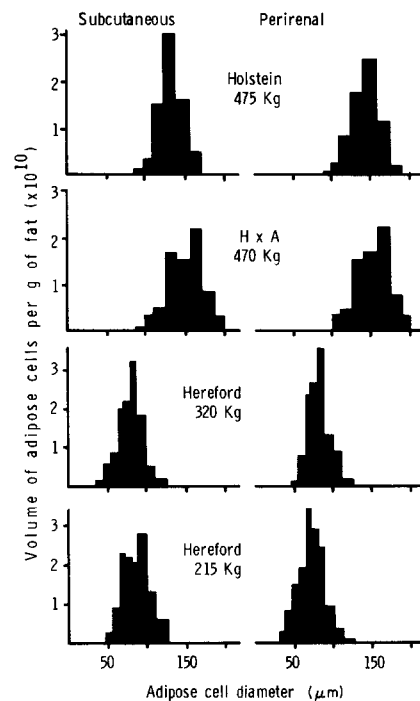 Subcutaneous Perirenal
3
2
1
Holstein
475 Kg
3
2
1
H x A
470 Kg
3
2
1
Hereford
320 Kg
3
2
1
Hereford
215 Kg
Volume of adipose cells per g of fat (x10¹⁰)
50 150 50 150
Adipose cell diameter (μm)